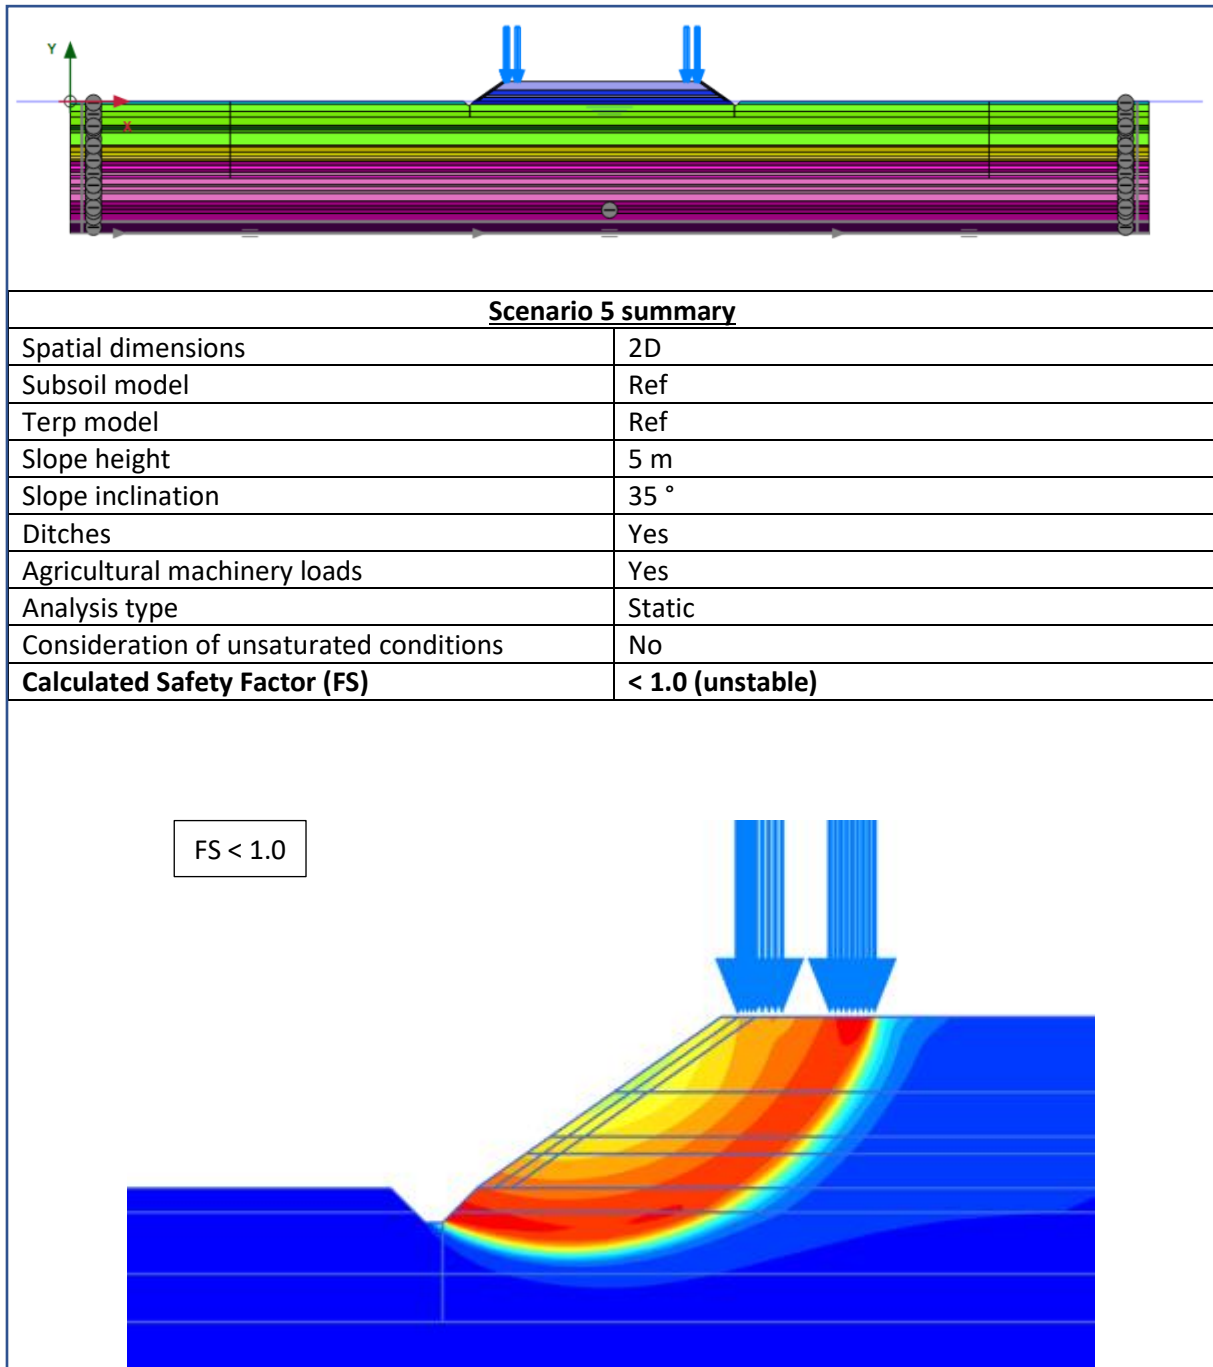 Y
X
Scenario 5 summary
Spatial dimensions 2D
Subsoil model Ref
Terp model Ref
Slope height 5 m
Slope inclination 35 °
Ditches Yes
Agricultural machinery loads Yes
Analysis type Static
Consideration of unsaturated conditions No
Calculated Safety Factor (FS) < 1.0 (unstable)
FS < 1.0